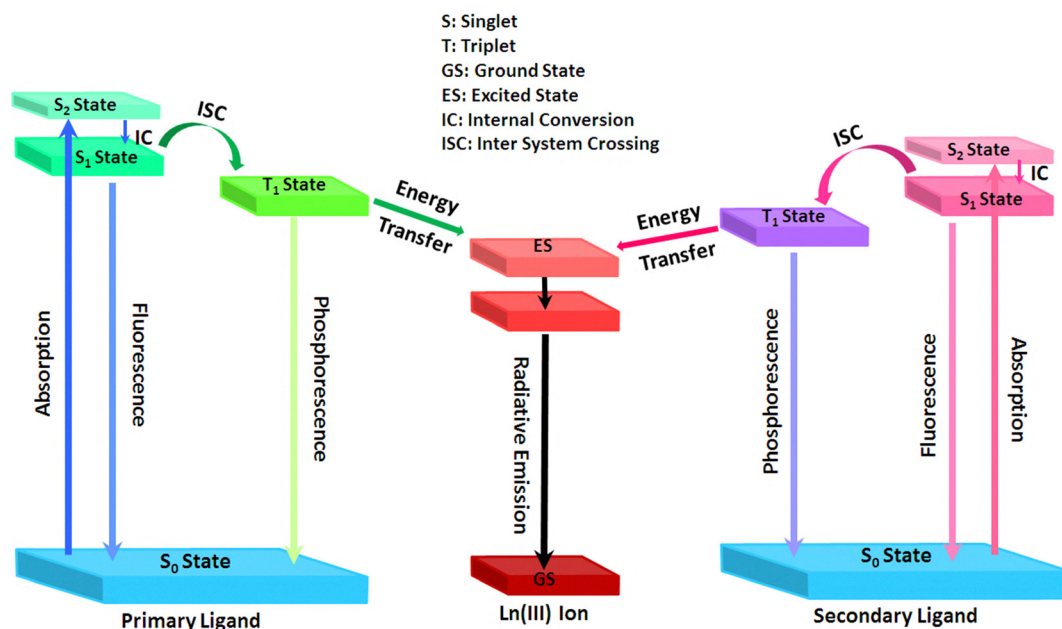 S: Singlet
T: Triplet
GS: Ground State
ES: Excited State
IC: Internal Conversion
ISC: Inter System Crossing
S₂ State
IC
S₁ State
ISC
T₁ State
Energy
Transfer
Absorption
Fluorescence
Phosphorescence
S₀ State
Primary Ligand
ES
Radiative Emission
GS
Ln(III) Ion
Energy
Transfer
ISC
S₂ State
IC
S₁ State
T₁ State
Phosphorescence
Fluorescence
Absorption
S₀ State
Secondary Ligand